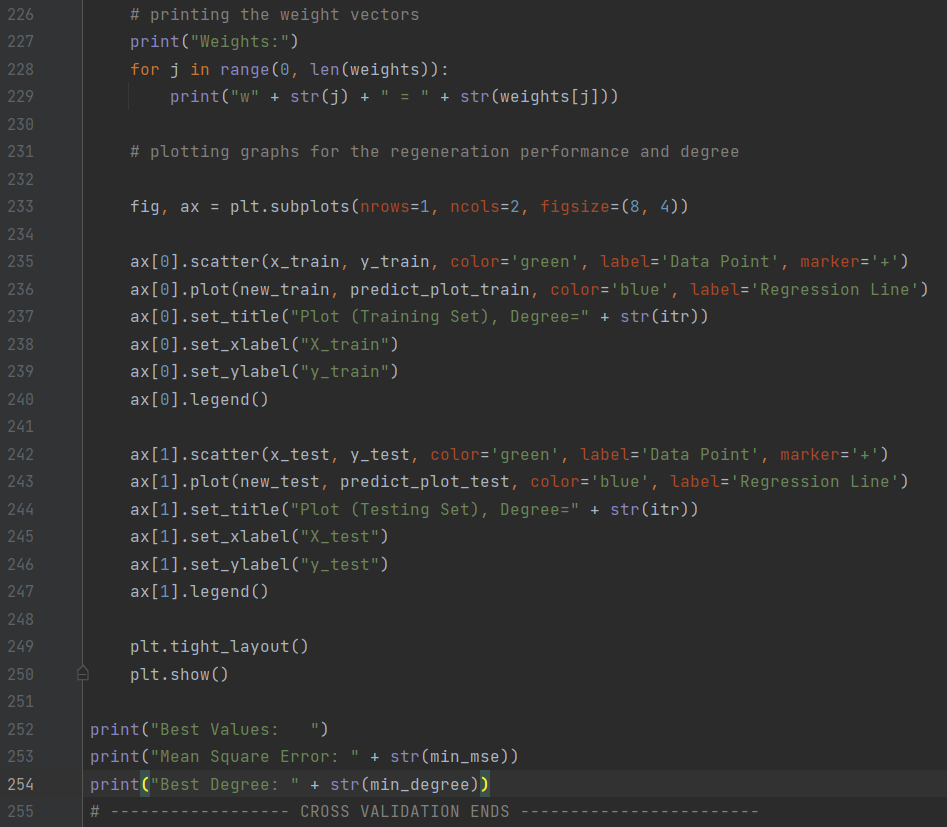 226 # printing the weight vectors
227 print("Weights:")
228 for j in range(0, len(weights)):
229 print("w" + str(j) + " = " + str(weights[j]))
230
231 # plotting graphs for the regeneration performance and degree
232
233 fig, ax = plt.subplots(nrows=1, ncols=2, figsize=(8, 4))
234
235 ax[0].scatter(x_train, y_train, color='green', label='Data Point', marker='+')
236 ax[0].plot(new_train, predict_plot_train, color='blue', label='Regression Line')
237 ax[0].set_title("Plot (Training Set), Degree=" + str(itr))
238 ax[0].set_xlabel("X_train")
239 ax[0].set_ylabel("y_train")
240 ax[0].legend()
241
242 ax[1].scatter(x_test, y_test, color='green', label='Data Point', marker='+')
243 ax[1].plot(new_test, predict_plot_test, color='blue', label='Regression Line')
244 ax[1].set_title("Plot (Testing Set), Degree=" + str(itr))
245 ax[1].set_xlabel("X_test")
246 ax[1].set_ylabel("y_test")
247 ax[1].legend()
248
249 plt.tight_layout()
250 plt.show()
251
252 print("Best Values:   ")
253 print("Mean Square Error: " + str(min_mse))
254 print("Best Degree: " + str(min_degree))
255 # ------------------ CROSS VALIDATION ENDS ------------------------